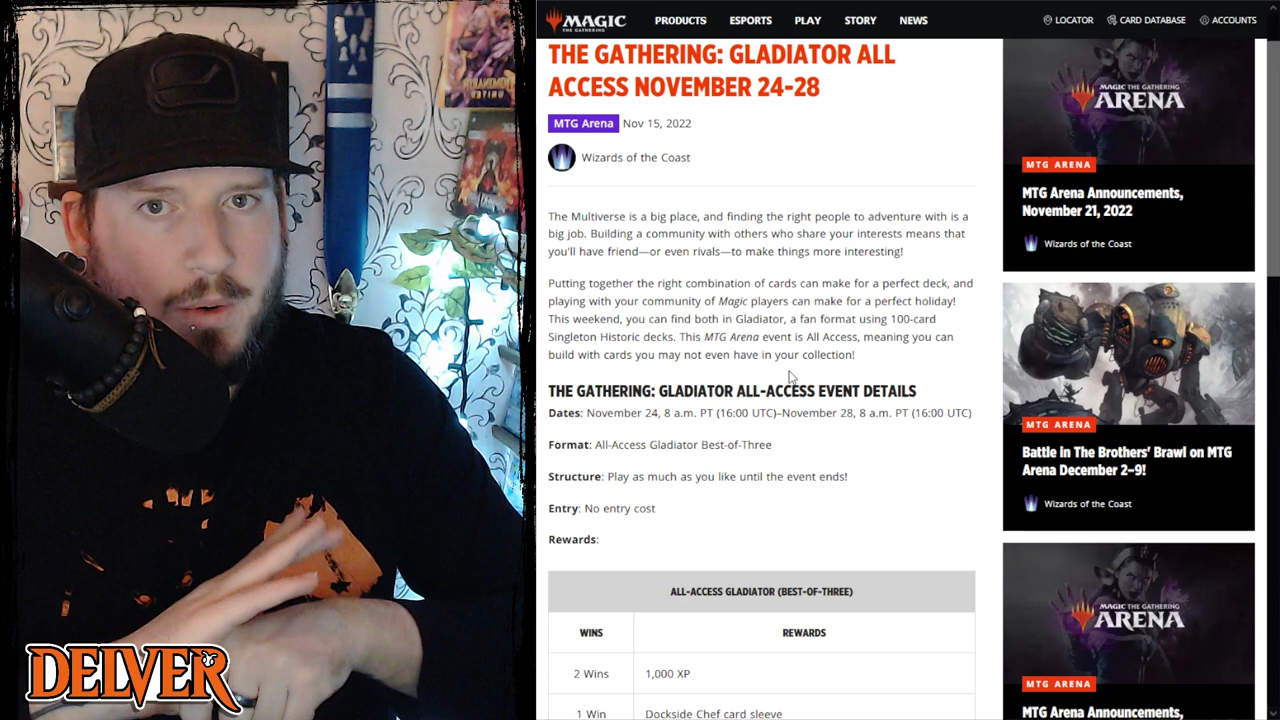 MAGIC
THE GATHERING
PRODUCTS
ESPORTS
PLAY
STORY
NEWS
LOCATOR
CARD DATABASE
ACCOUNTS
THE GATHERING: GLADIATOR ALL
ACCESS NOVEMBER 24-28
MTG Arena Nov 15, 2022
Wizards of the Coast
The Multiverse is a big place, and finding the right people to adventure with is a
big job. Building a community with others who share your interests means that
you'll have friend—or even rivals—to make things more interesting!
Putting together the right combination of cards can make for a perfect deck, and
playing with your community of Magic players can make for a perfect holiday!
This weekend, you can find both in Gladiator, a fan format using 100-card
Singleton Historic decks. This MTG Arena event is All Access, meaning you can
build with cards you may not even have in your collection!
THE GATHERING: GLADIATOR ALL-ACCESS EVENT DETAILS
Dates: November 24, 8 a.m. PT (16:00 UTC)–November 28, 8 a.m. PT (16:00 UTC)
Format: All-Access Gladiator Best-of-Three
Structure: Play as much as you like until the event ends!
Entry: No entry cost
Rewards:
ALL-ACCESS GLADIATOR (BEST-OF-THREE)
WINS REWARDS
2 Wins 1,000 XP
1 Win Dockside Chef card sleeve
MAGIC THE GATHERING
ARENA
MTG ARENA
MTG Arena Announcements,
November 21, 2022
Wizards of the Coast
MTG ARENA
Battle in The Brothers' Brawl on MTG
Arena December 2–9!
Wizards of the Coast
MAGIC THE GATHERING
ARENA
MTG ARENA
MTG Arena Announcements,
DELVER